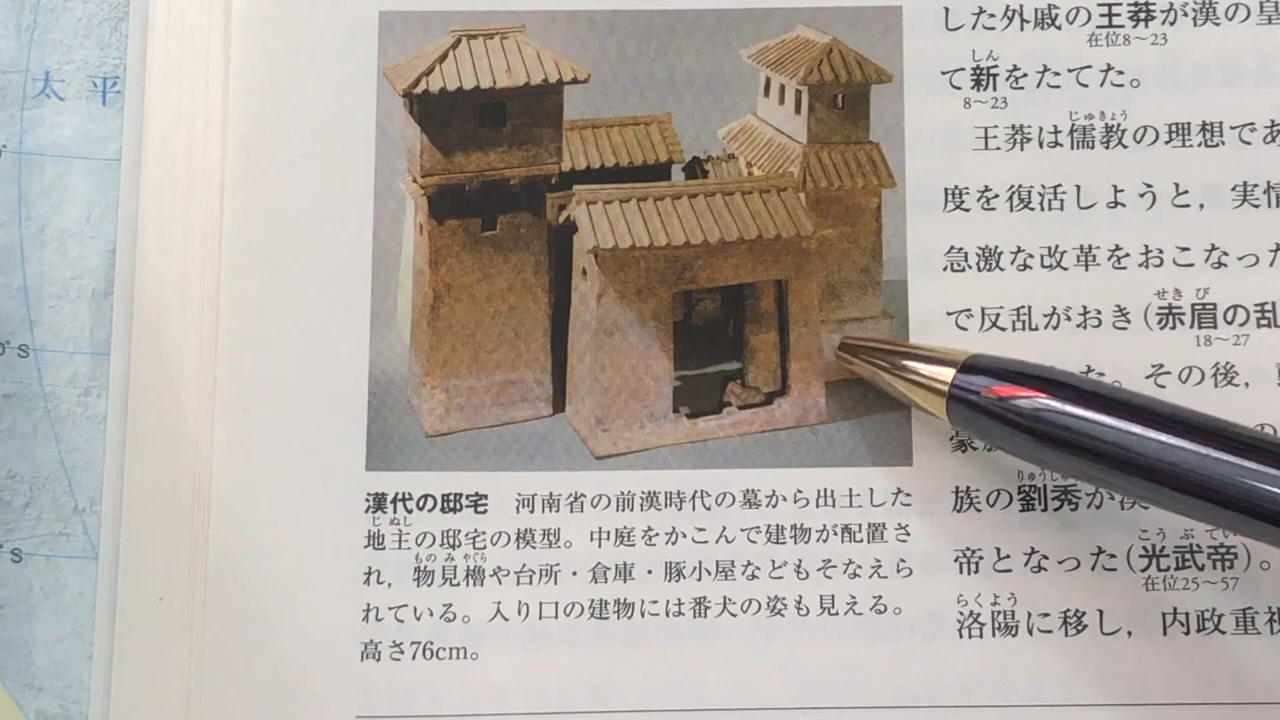 太平
°S
°S
漢代の邸宅　河南省の前漢時代の墓から出土した
地主の邸宅の模型。中庭をかこんで建物が配置さ
れ，物見櫓や台所・倉庫・豚小屋などもそなえら
れている。入り口の建物には番犬の姿も見える。
高さ76cm。
した外戚の王莽が漢の皇
在位8～23
しん
て新をたてた。
8～23
じゅきょう
王莽は儒教の理想であ
度を復活しようと，実情
急激な改革をおこなった
せき び
で反乱がおき（赤眉の乱
18～27
た。その後，
豪族
の
族の劉秀が漢
こう ぶ てい
帝となった（光武帝）。
在位25～57
らくよう
洛陽に移し，内政重視